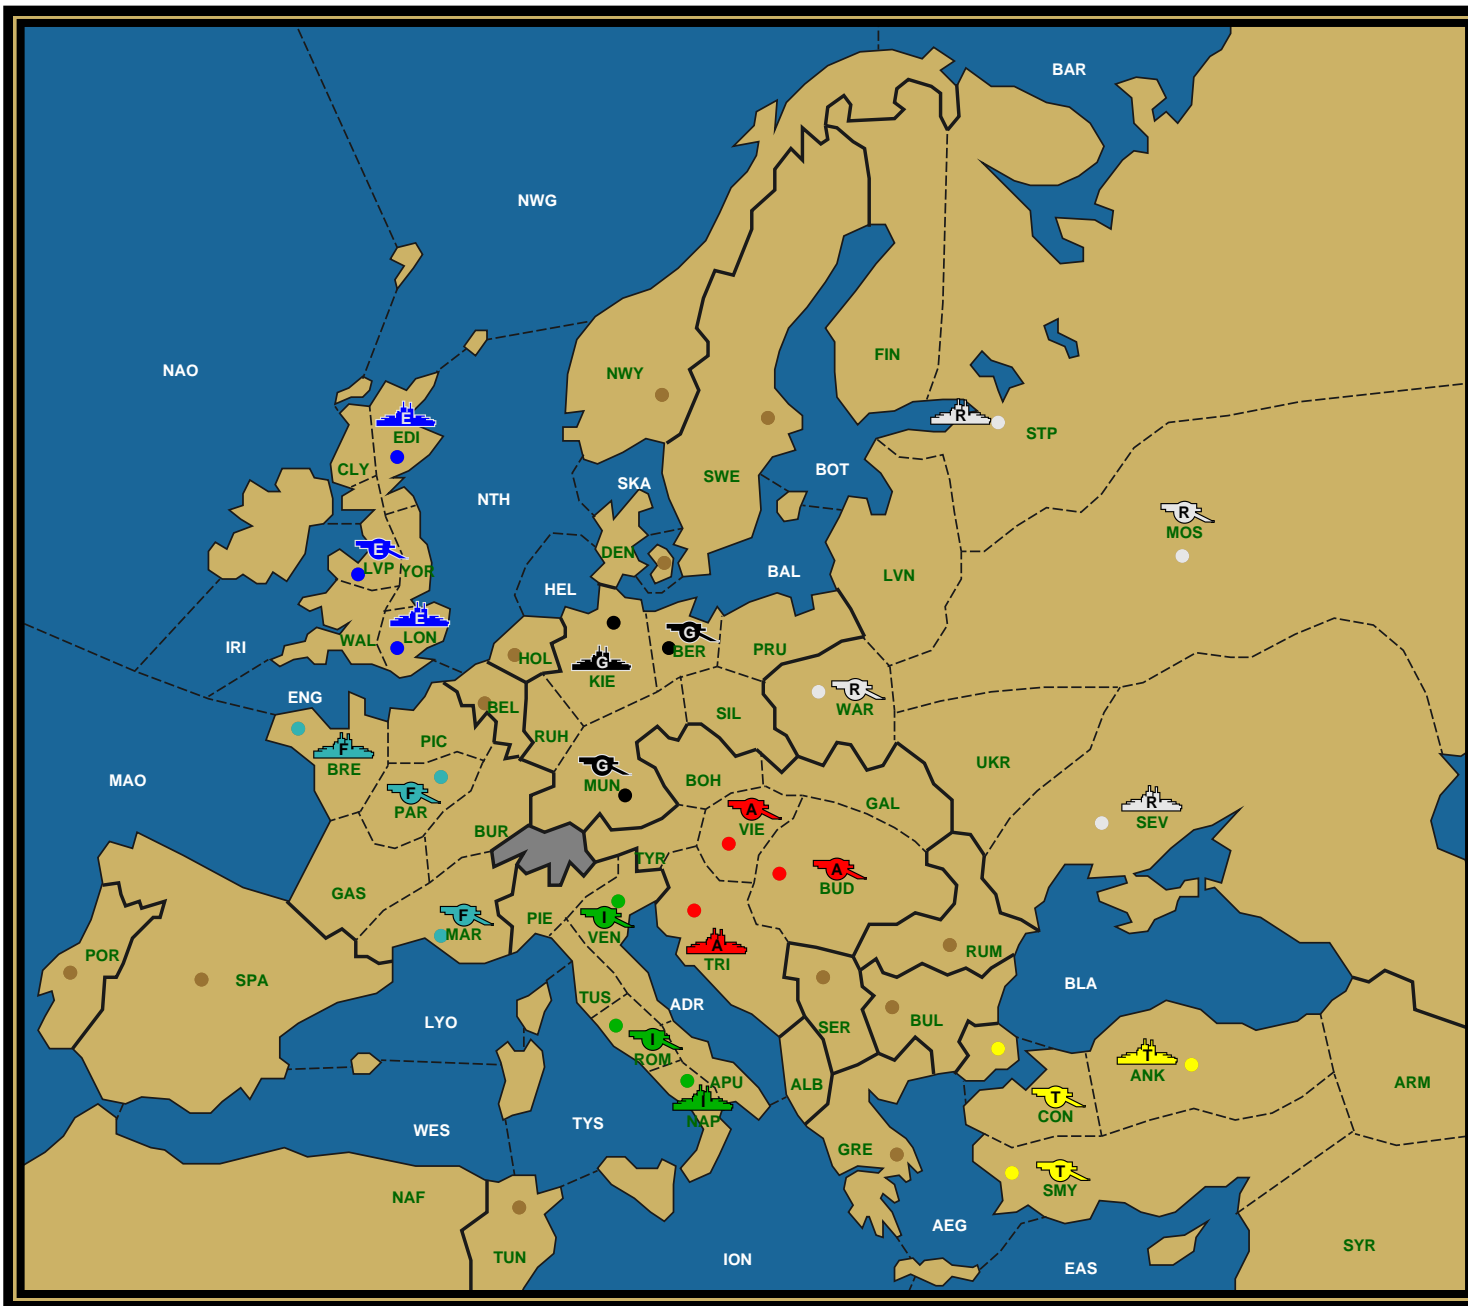 BAR
NWG
NAO
FIN
NWY
E
EDI
R
STP
CLY
SWE
BOT
SKA
NTH
R
MOS
E
LVP
YOR
DEN
BAL
LVN
HEL
E
LON
WAL
IRI
G
BER
PRU
HOL
G
KIE
ENG
BEL
R
WAR
SIL
PIC
RUH
F
BRE
UKR
MAO
G
MUN
BOH
F
PAR
GAL
R
SEV
A
VIE
BUR
TYR
A
BUD
GAS
F
MAR
PIE
I
VEN
A
TRI
POR
SPA
RUM
BLA
TUS
ADR
LYO
SER
BUL
I
ROM
T
ANK
APU
ALB
ARM
I
NAP
T
CON
TYS
WES
GRE
T
SMY
NAF
AEG
TUN
ION
SYR
EAS